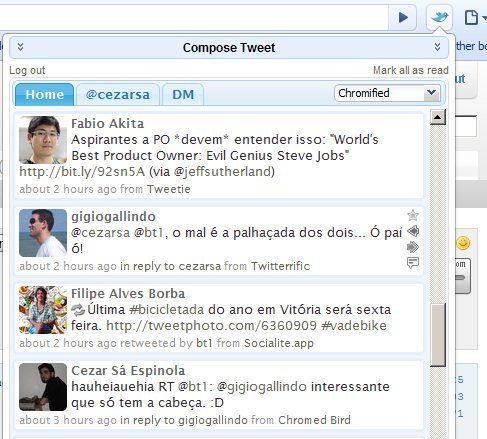 Compose Tweet
Log out
Mark all as read
Home
@cezarsa
DM
Chromified
Fabio Akita
Aspirantes a PO *devem* entender isso: "World's
Best Product Owner: Evil Genius Steve Jobs"
http://bit.ly/92sn5A (via @jeffsutherland)
about 2 hours ago from Tweetie
gigiogallindo
@cezarsa @bt1, o mal é a palhaçada dos dois... Ó paí
ó!
about 2 hours ago in reply to cezarsa from Twitterrific
Filipe Alves Borba
Última #bicicletada do ano em Vitória será sexta
feira. http://tweetphoto.com/6360909 #vadebike
about 2 hours ago retweeted by bt1 from Socialite.app
Cezar Sá Espinola
hauheiauehia RT @bt1: @gigiogallindo interessante
que só tem a cabeça. :D
about 3 hours ago in reply to gigiogallindo from Chromed Bird